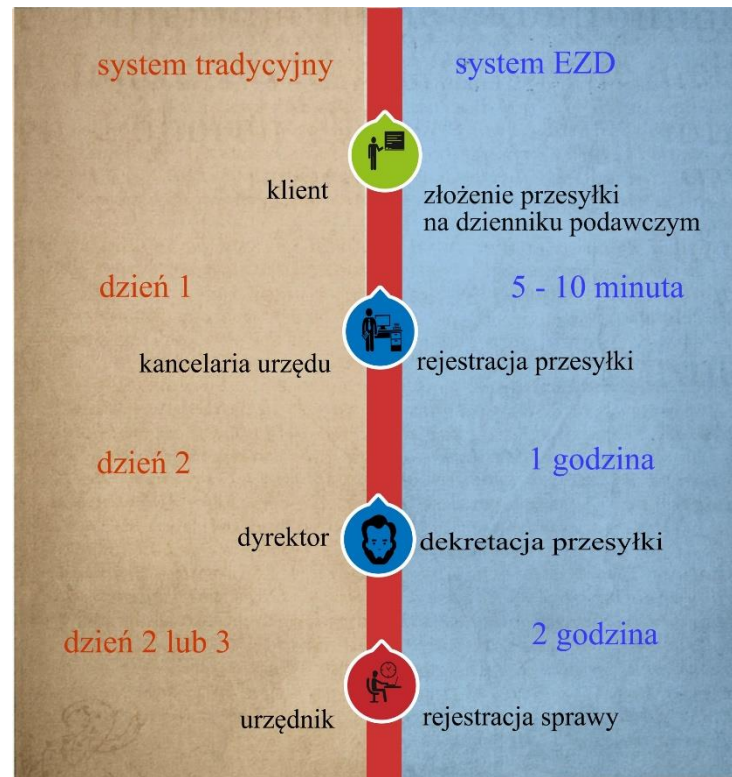 system tradycyjny
system EZD
klient
złożenie przesyłki
na dzienniku podawczym
dzień 1
5 - 10 minuta
kancelaria urzędu
rejestracja przesyłki
dzień 2
1 godzina
dyrektor
dekretacja przesyłki
dzień 2 lub 3
2 godzina
urzędnik
rejestracja sprawy